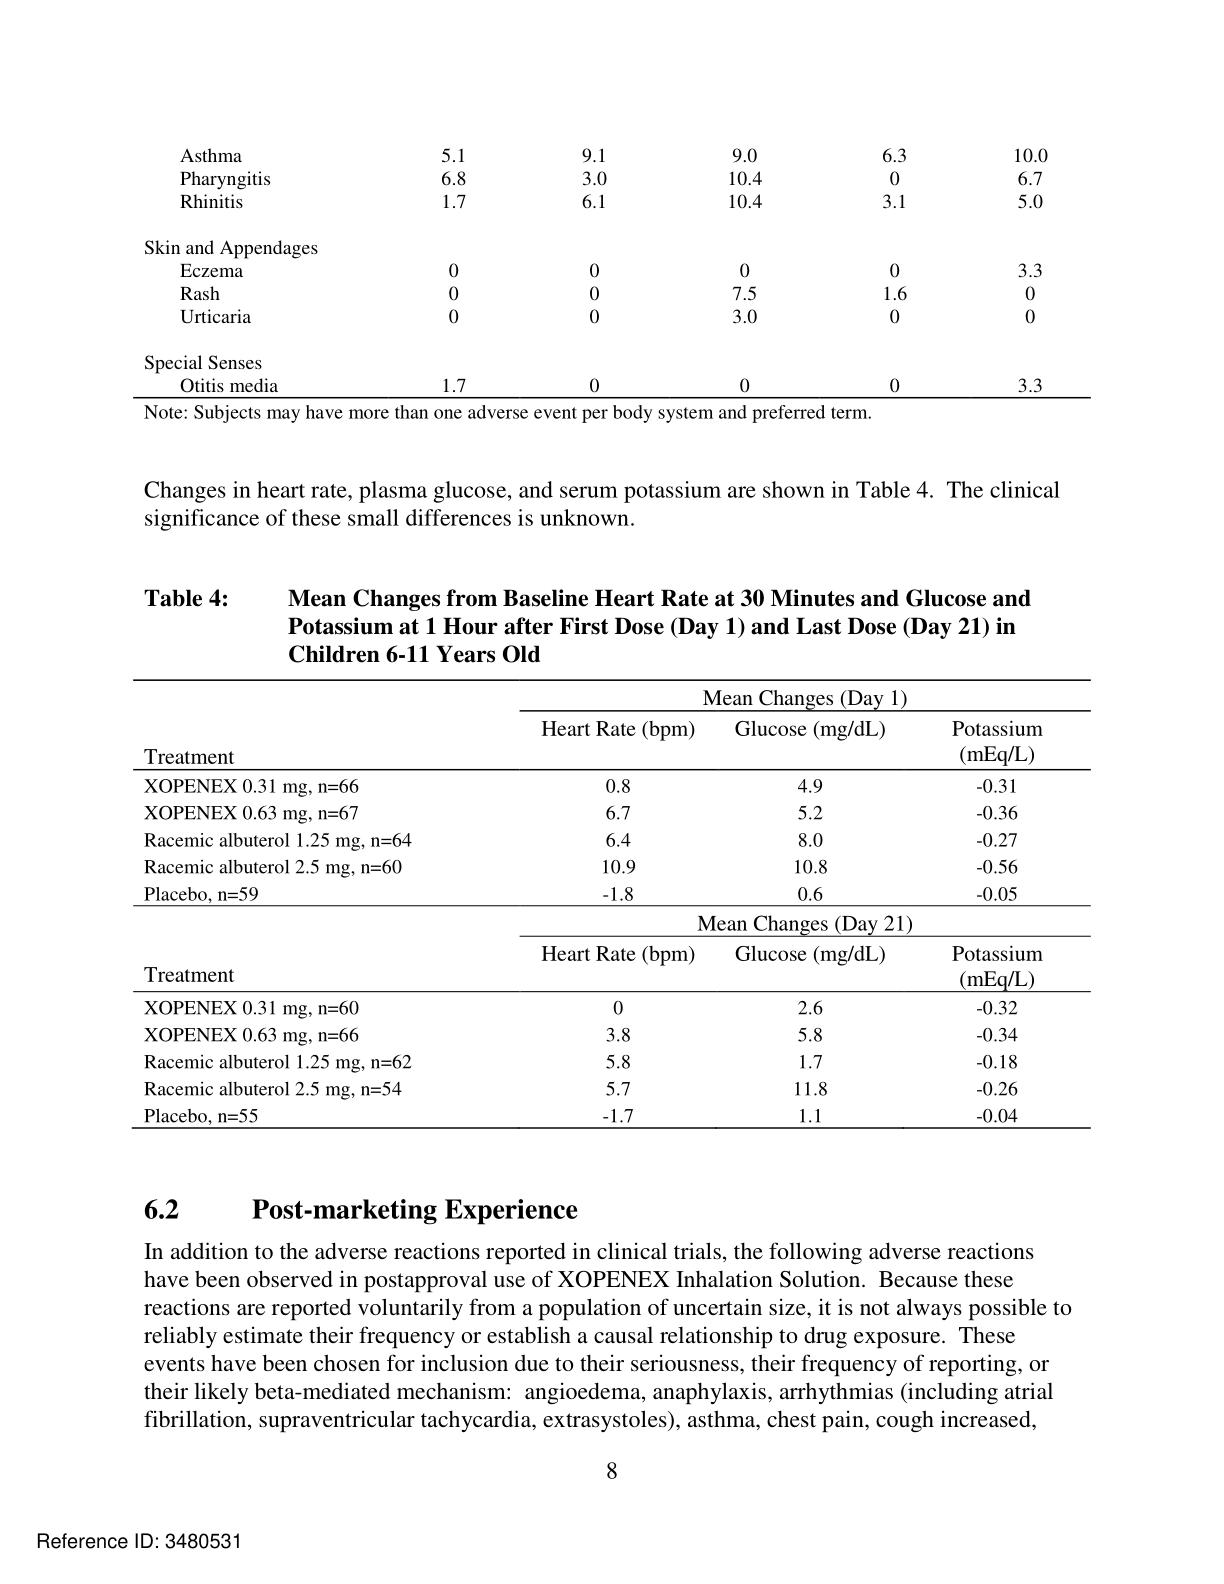 Asthma 5.1 9.1 9.0 6.3 10.0
Pharyngitis 6.8 3.0 10.4 0 6.7
Rhinitis 1.7 6.1 10.4 3.1 5.0
Skin and Appendages
Eczema 0 0 0 0 3.3
Rash 0 0 7.5 1.6 0
Urticaria 0 0 3.0 0 0
Special Senses
Otitis media 1.7 0 0 0 3.3
Note: Subjects may have more than one adverse event per body system and preferred term.
Changes in heart rate, plasma glucose, and serum potassium are shown in Table 4. The clinical
significance of these small differences is unknown.
Table 4: Mean Changes from Baseline Heart Rate at 30 Minutes and Glucose and
Potassium at 1 Hour after First Dose (Day 1) and Last Dose (Day 21) in
Children 6-11 Years Old
Mean Changes (Day 1)
Heart Rate (bpm) Glucose (mg/dL) Potassium
Treatment (mEq/L)
XOPENEX 0.31 mg, n=66 0.8 4.9 -0.31
XOPENEX 0.63 mg, n=67 6.7 5.2 -0.36
Racemic albuterol 1.25 mg, n=64 6.4 8.0 -0.27
Racemic albuterol 2.5 mg, n=60 10.9 10.8 -0.56
Placebo, n=59 -1.8 0.6 -0.05
Mean Changes (Day 21)
Heart Rate (bpm) Glucose (mg/dL) Potassium
Treatment (mEq/L)
XOPENEX 0.31 mg, n=60 0 2.6 -0.32
XOPENEX 0.63 mg, n=66 3.8 5.8 -0.34
Racemic albuterol 1.25 mg, n=62 5.8 1.7 -0.18
Racemic albuterol 2.5 mg, n=54 5.7 11.8 -0.26
Placebo, n=55 -1.7 1.1 -0.04
6.2 Post-marketing Experience
In addition to the adverse reactions reported in clinical trials, the following adverse reactions
have been observed in postapproval use of XOPENEX Inhalation Solution. Because these
reactions are reported voluntarily from a population of uncertain size, it is not always possible to
reliably estimate their frequency or establish a causal relationship to drug exposure. These
events have been chosen for inclusion due to their seriousness, their frequency of reporting, or
their likely beta-mediated mechanism: angioedema, anaphylaxis, arrhythmias (including atrial
fibrillation, supraventricular tachycardia, extrasystoles), asthma, chest pain, cough increased,
8
Reference ID: 3480531